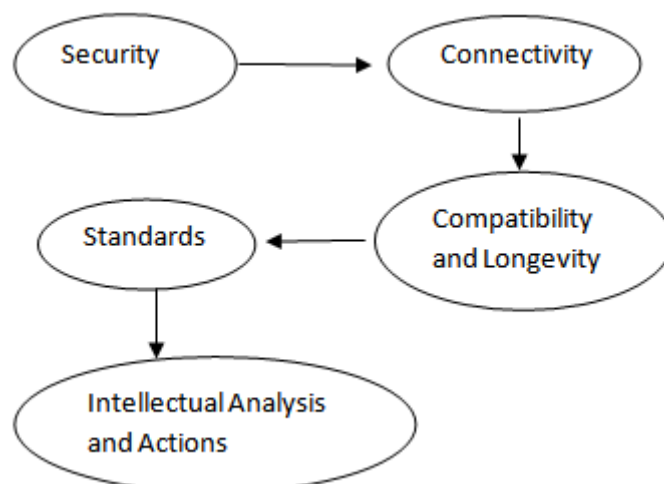 Security
Connectivity
Compatibility
and Longevity
Standards
Intellectual Analysis
and Actions